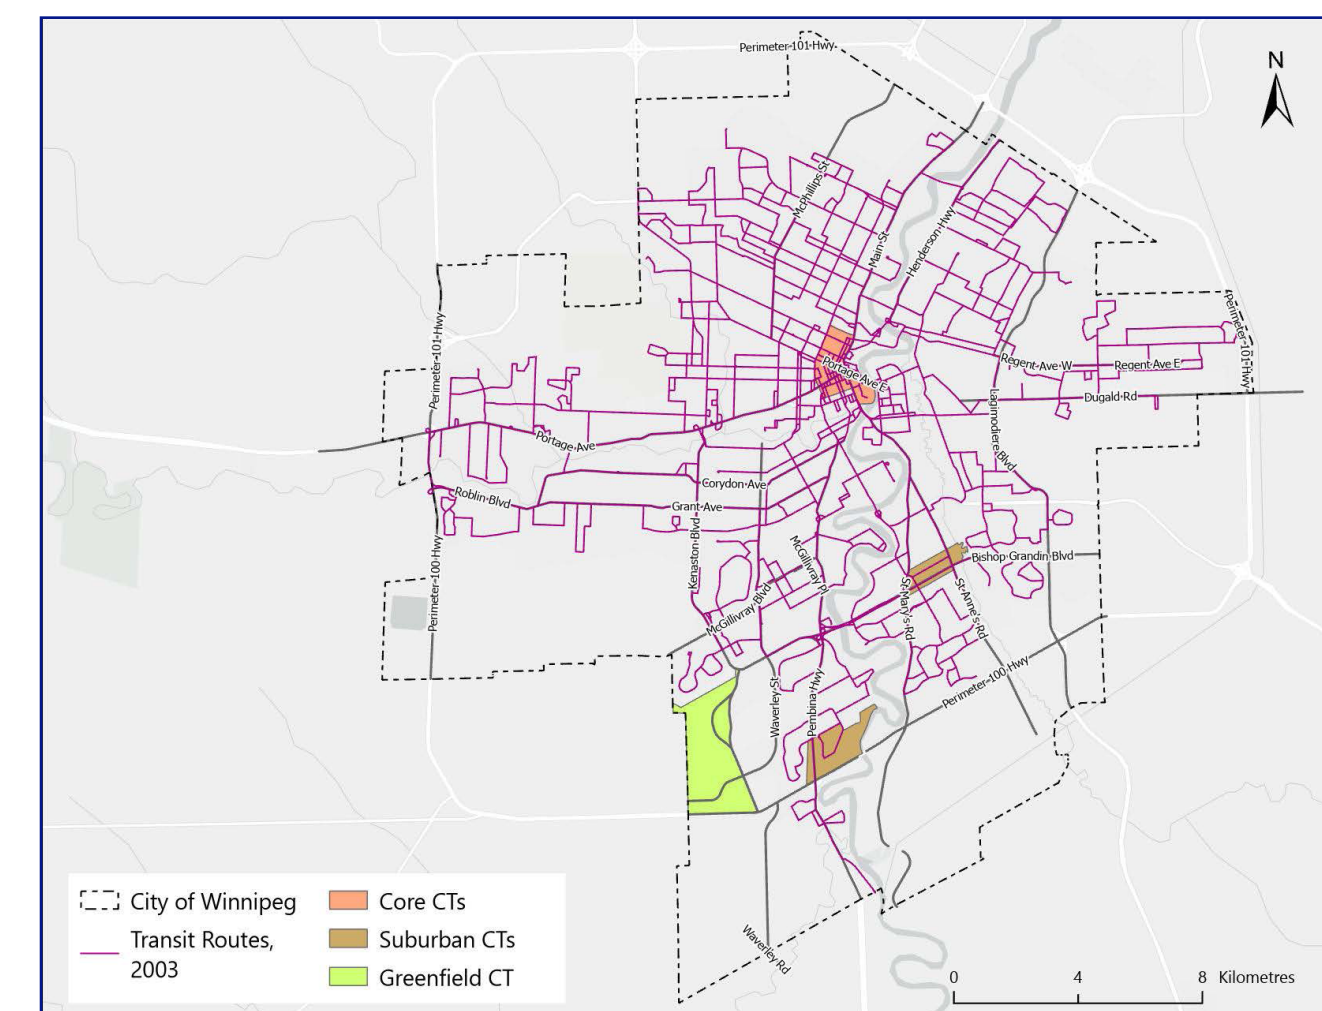 Perimeter 101 Hwy
N
McPhillips St
Main St
Henderson Hwy
Perimeter 101 Hwy
Perimeter 101 Hwy
Portage Ave E
Regent Ave W
Regent Ave E
Dugald Rd
Lagimodiere Blvd
Portage Ave
Corydon Ave
Roblin Blvd
Grant Ave
Kenaston Blvd
McGillivray Pl
Bishop Grandin Blvd
Perimeter 100 Hwy
McGillivray Blvd
St Mary's Rd
St Anne's Rd
Waverley St
Pembina Hwy
Perimeter 100 Hwy
Waverley Rd
City of Winnipeg
Transit Routes,
2003
Core CTs
Suburban CTs
Greenfield CT
0 4 8 Kilometres